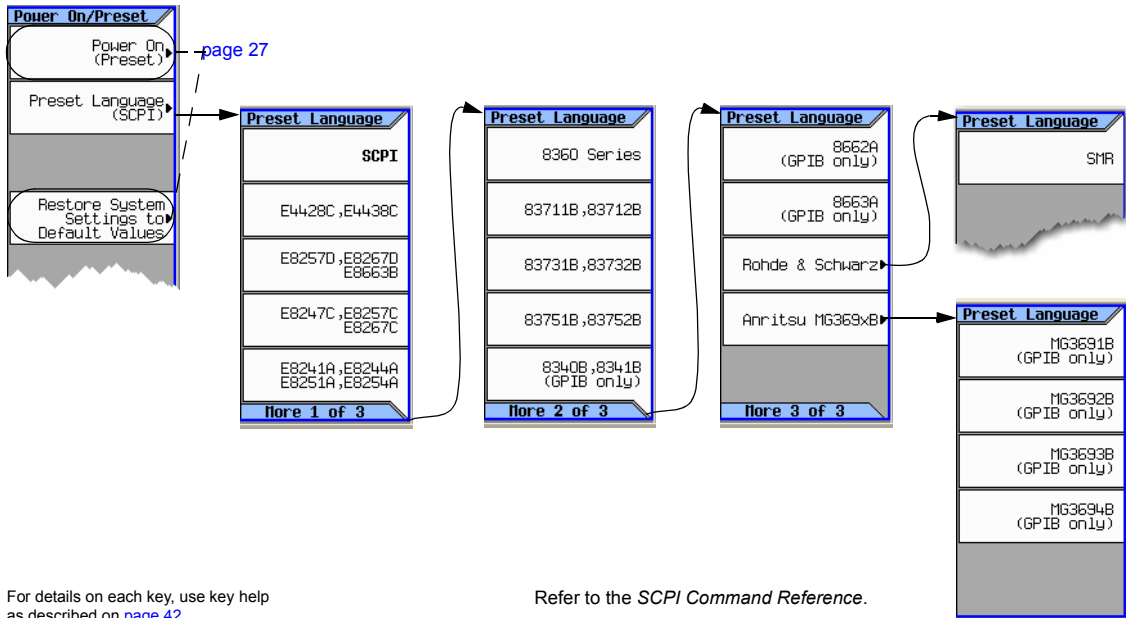 Power On/Preset
Power On
(Preset)
page 27
Preset Language
(SCPI)
Restore System
Settings to
Default Values
Preset Language
SCPI
E4428C,E4438C
E8257D,E8267D
E8663B
E8247C,E8257C
E8267C
E8241A,E8244A
E8251A,E8254A
More 1 of 3
Preset Language
8360 Series
83711B,83712B
83731B,83732B
83751B,83752B
8340B,8341B
(GPIB only)
More 2 of 3
Preset Language
8662A
(GPIB only)
8663A
(GPIB only)
Rohde & Schwarz
Anritsu MG369xB
More 3 of 3
Preset Language
SMR
Preset Language
MG3691B
(GPIB only)
MG3692B
(GPIB only)
MG3693B
(GPIB only)
MG3694B
(GPIB only)
For details on each key, use key help
as described on page 42
Refer to the SCPI Command Reference.